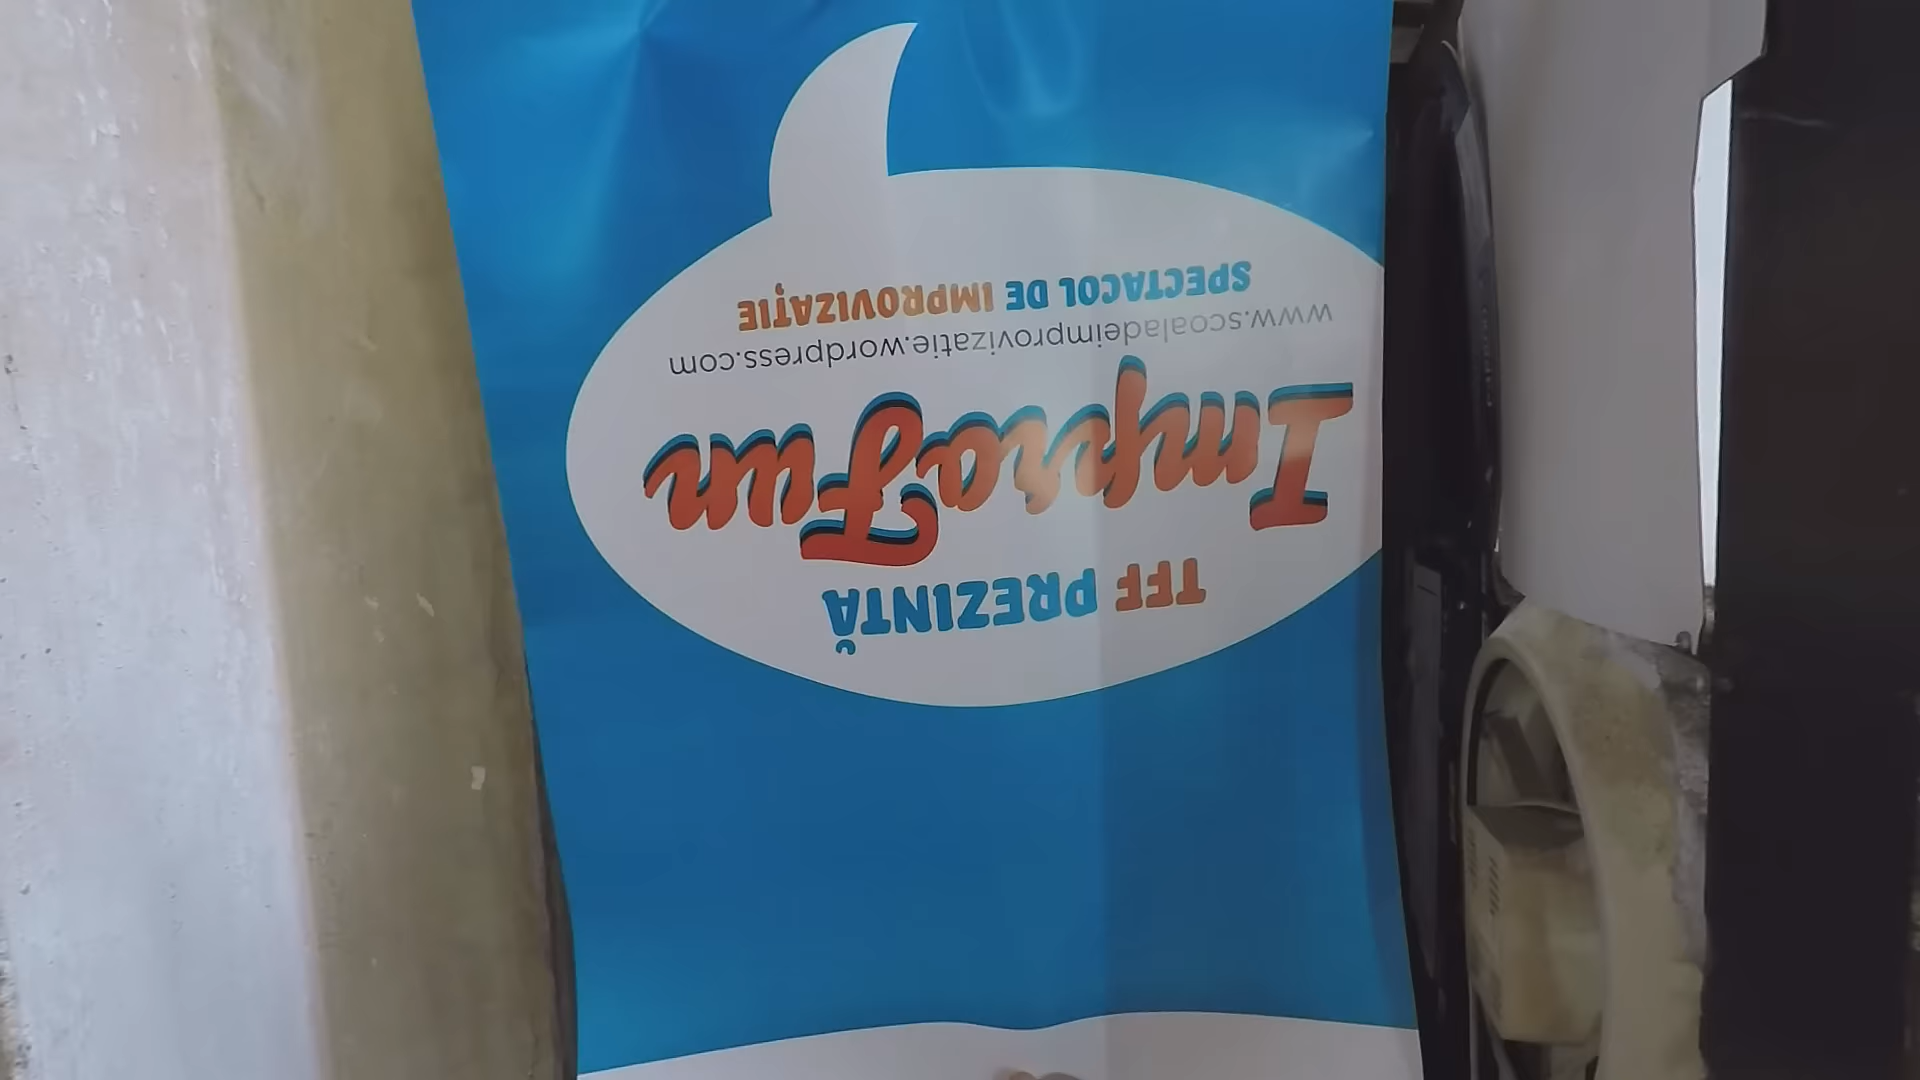 TFF PREZINTĂ
ImproFun
www.scoaladeimprovizatie.wordpress.com
SPECTACOL DE IMPROVIZAȚIE